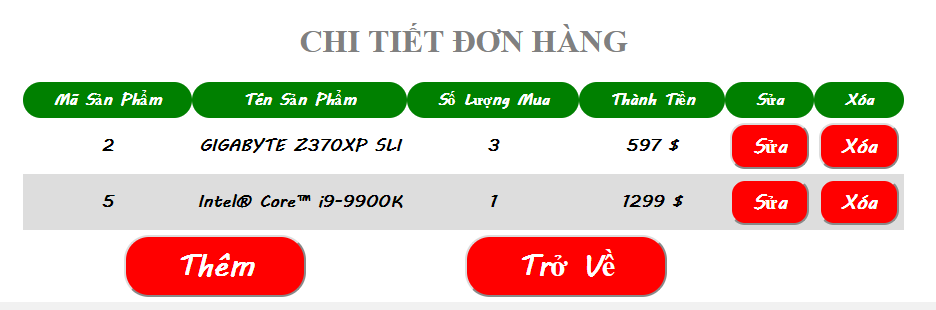 CHI TIẾT ĐƠN HÀNG
Mã Sản Phẩm Tên Sản Phẩm Số Lượng Mua Thành Tiền Sửa Xóa
2 GIGABYTE Z370XP SLI 3 597 $ Sửa Xóa
5 Intel® Core™ i9-9900K 1 1299 $ Sửa Xóa
Thêm Trở Về